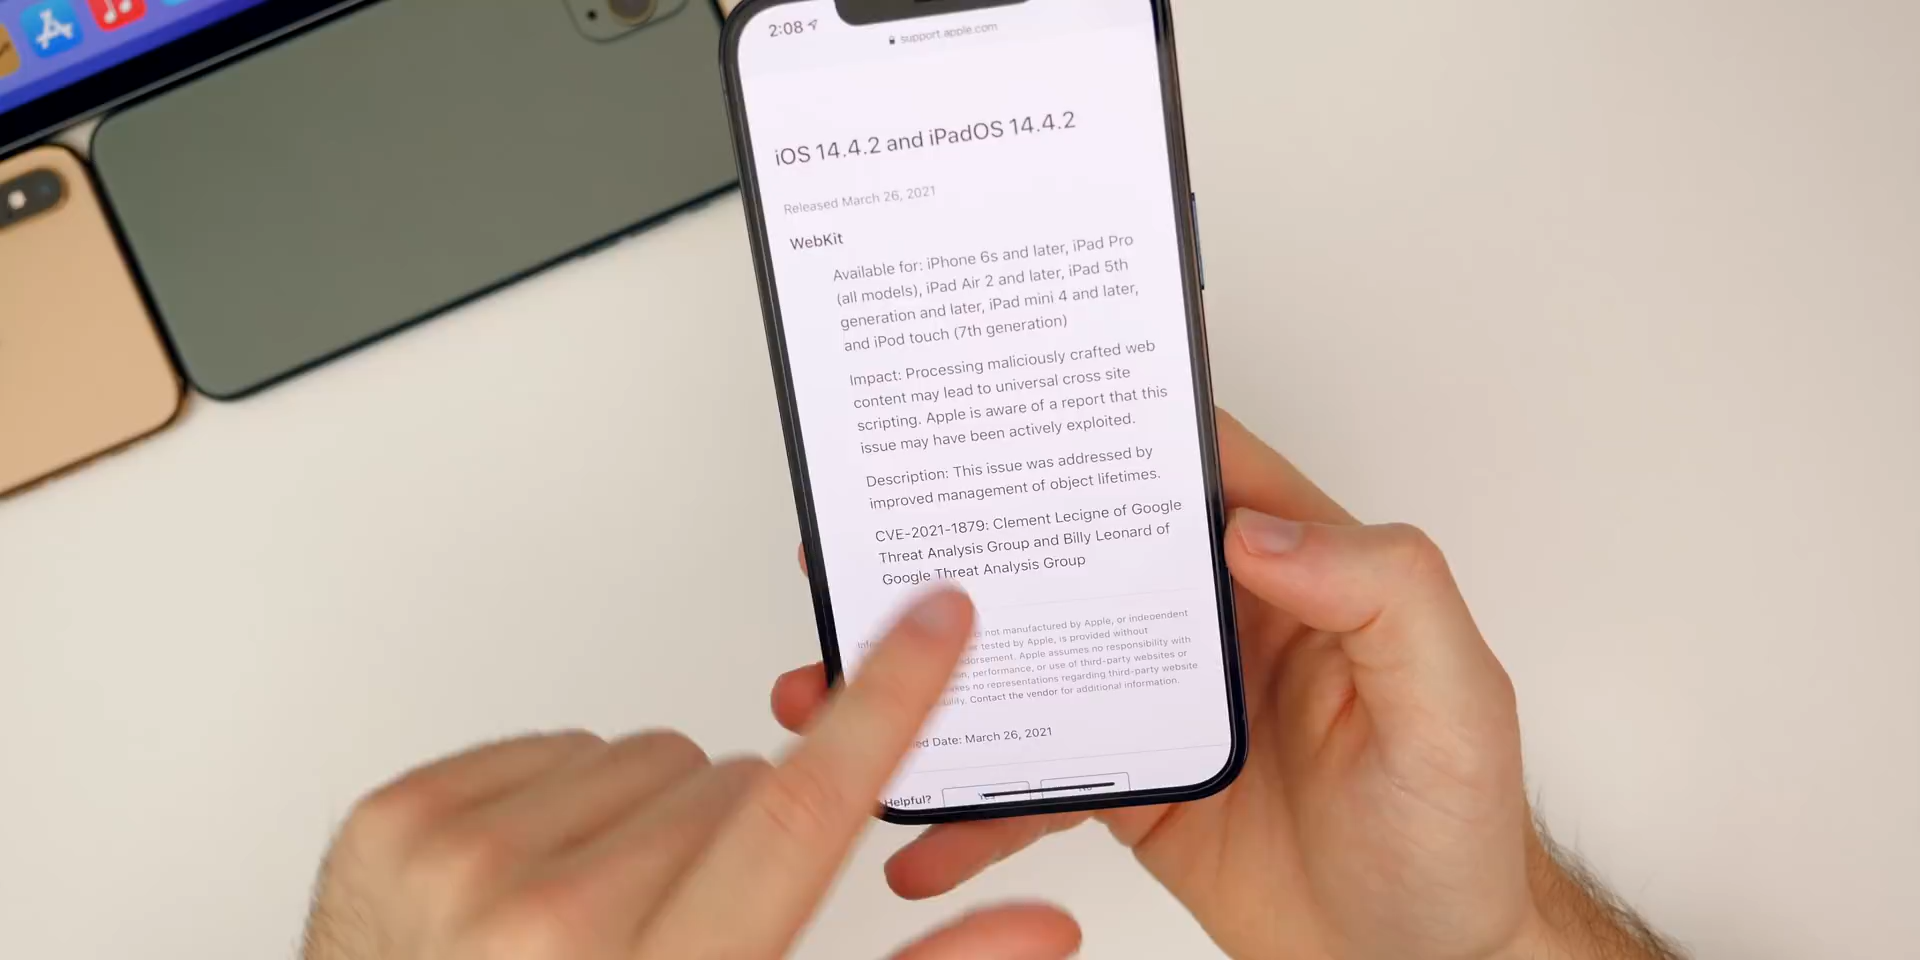 2:08
support.apple.com
iOS 14.4.2 and iPadOS 14.4.2
Released March 26, 2021
WebKit
Available for: iPhone 6s and later, iPad Pro
(all models), iPad Air 2 and later, iPad 5th
generation and later, iPad mini 4 and later,
and iPod touch (7th generation)
Impact: Processing maliciously crafted web
content may lead to universal cross site
scripting. Apple is aware of a report that this
issue may have been actively exploited.
Description: This issue was addressed by
improved management of object lifetimes.
CVE-2021-1879: Clement Lecigne of Google
Threat Analysis Group and Billy Leonard of
Google Threat Analysis Group
not manufactured by Apple, or independent
tested by Apple, is provided without
Apple assumes no responsibility with
performance, or use of third-party websites or
no representations regarding third-party website
Contact the vendor for additional information.
Date: March 26, 2021
Helpful?